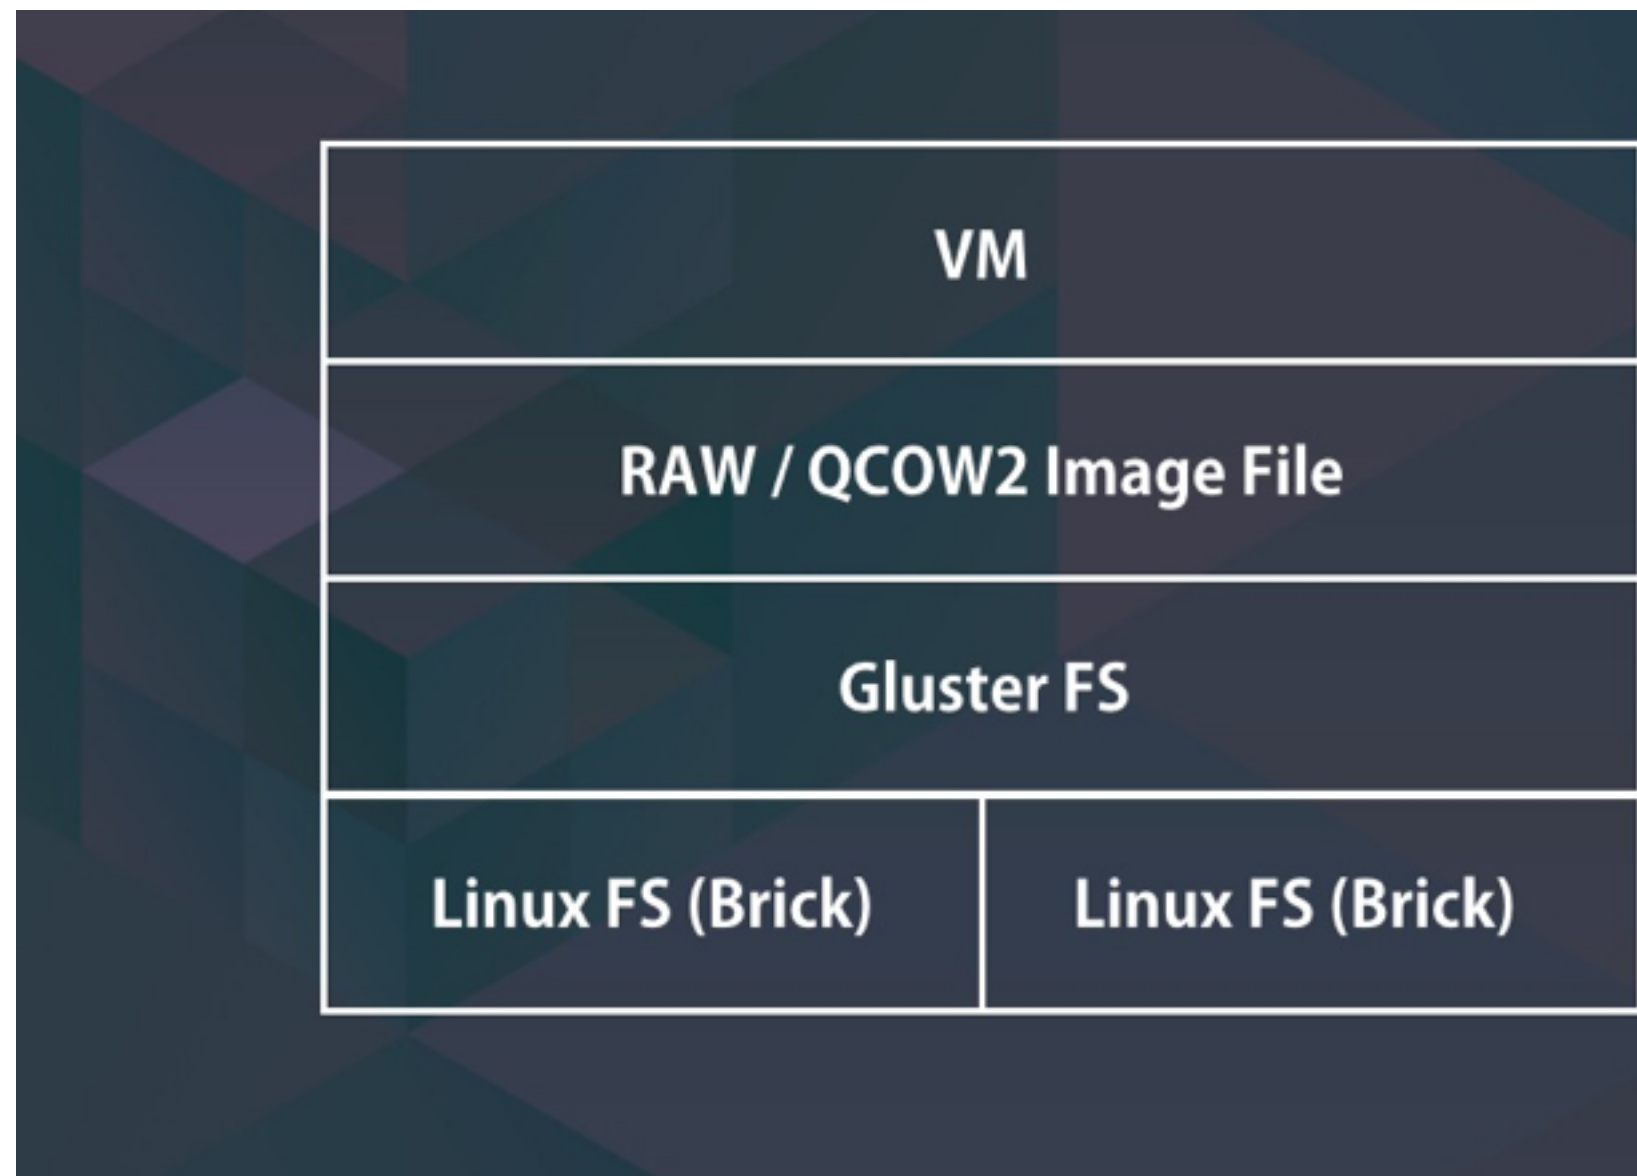 VM
RAW / QCOW2 Image File
Gluster FS
Linux FS (Brick) Linux FS (Brick)